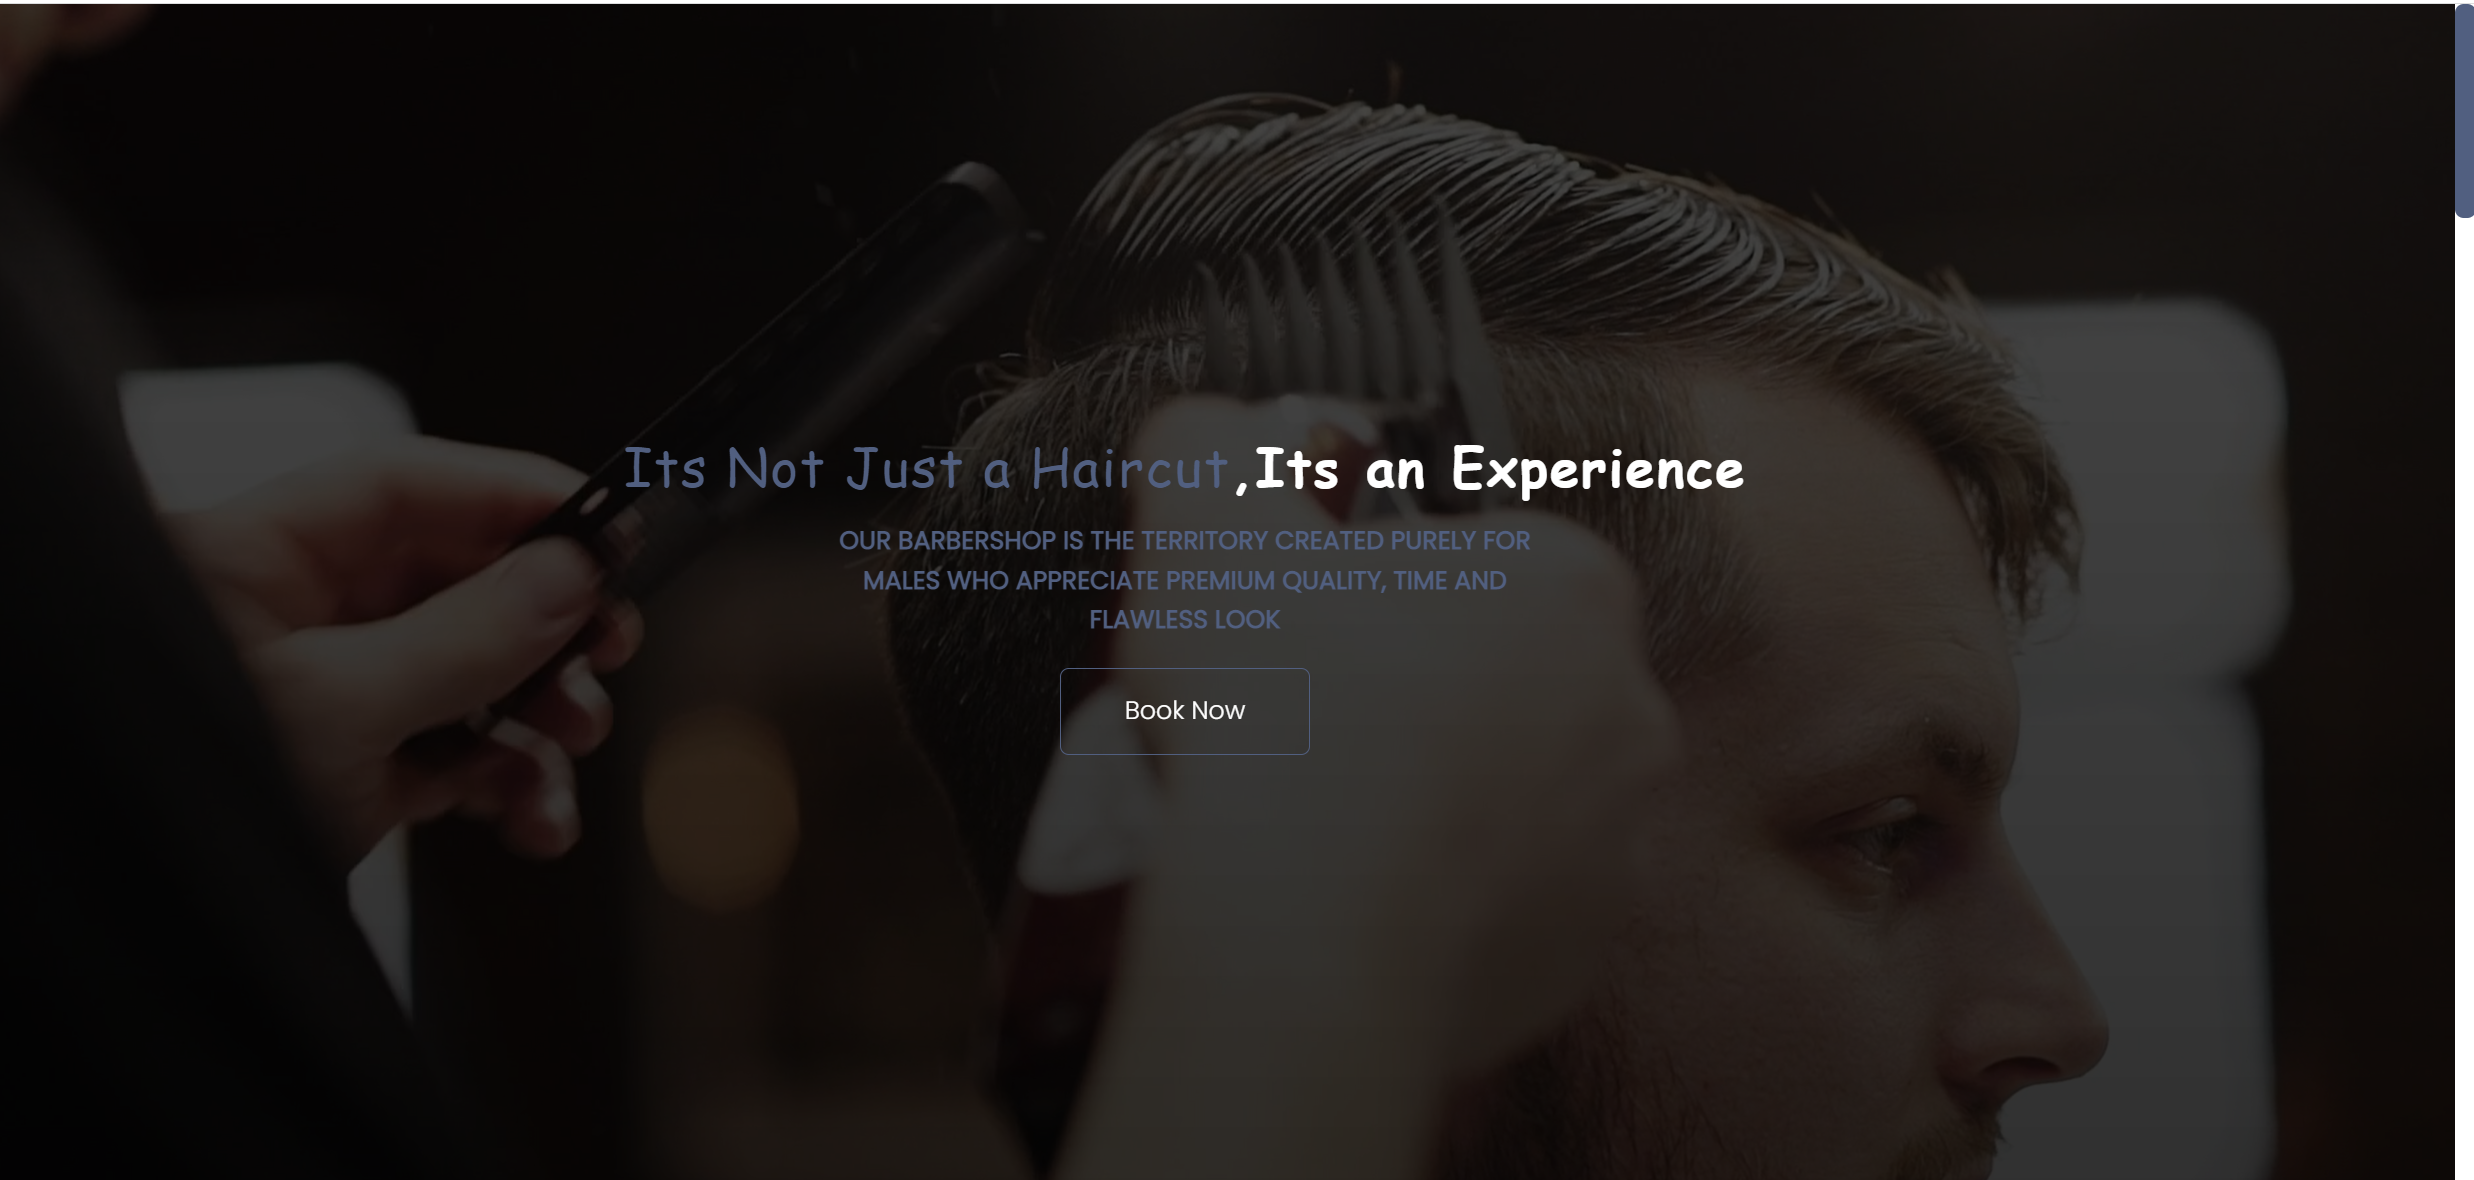 Its Not Just a Haircut,Its an Experience
OUR BARBERSHOP IS THE TERRITORY CREATED PURELY FOR
MALES WHO APPRECIATE PREMIUM QUALITY, TIME AND
FLAWLESS LOOK
Book Now